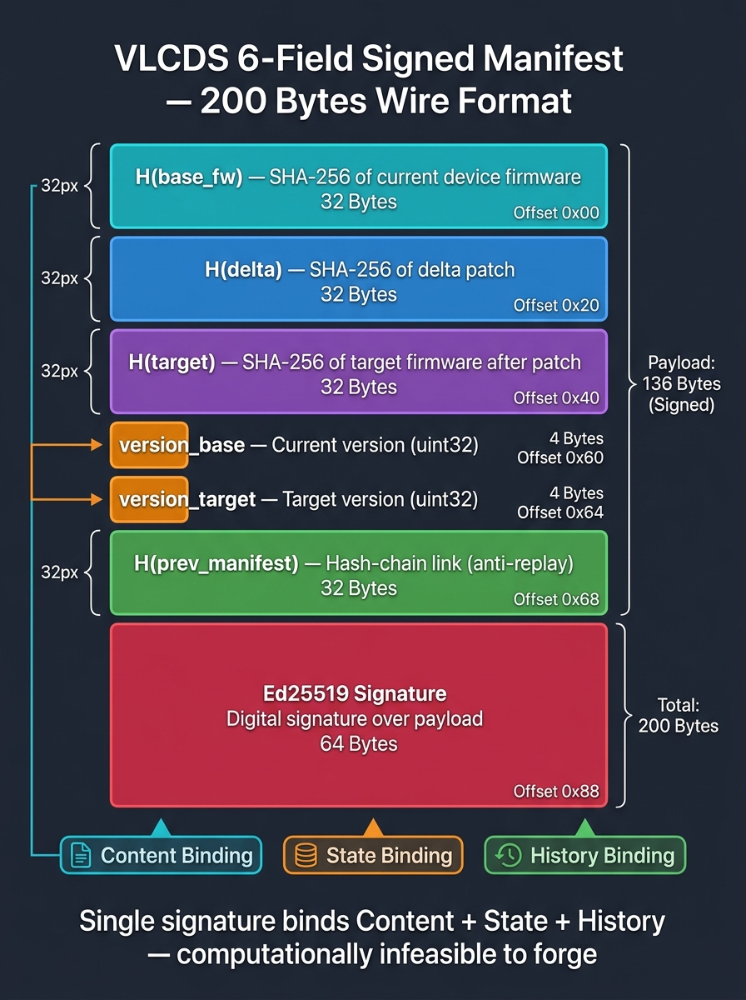 VLCDS 6-Field Signed Manifest
— 200 Bytes Wire Format
32px
H(base_fw) — SHA-256 of current device firmware
32 Bytes
Offset 0x00
32px
H(delta) — SHA-256 of delta patch
32 Bytes
Offset 0x20
32px
H(target) — SHA-256 of target firmware after patch
32 Bytes
Offset 0x40
Payload:
136 Bytes
(Signed)
version_base — Current version (uint32)
4 Bytes
Offset 0x60
version_target — Target version (uint32)
4 Bytes
Offset 0x64
32px
H(prev_manifest) — Hash-chain link (anti-replay)
32 Bytes
Offset 0x68
Ed25519 Signature
Digital signature over payload
64 Bytes
Offset 0x88
Total:
200 Bytes
Content Binding
State Binding
History Binding
Single signature binds Content + State + History
— computationally infeasible to forge